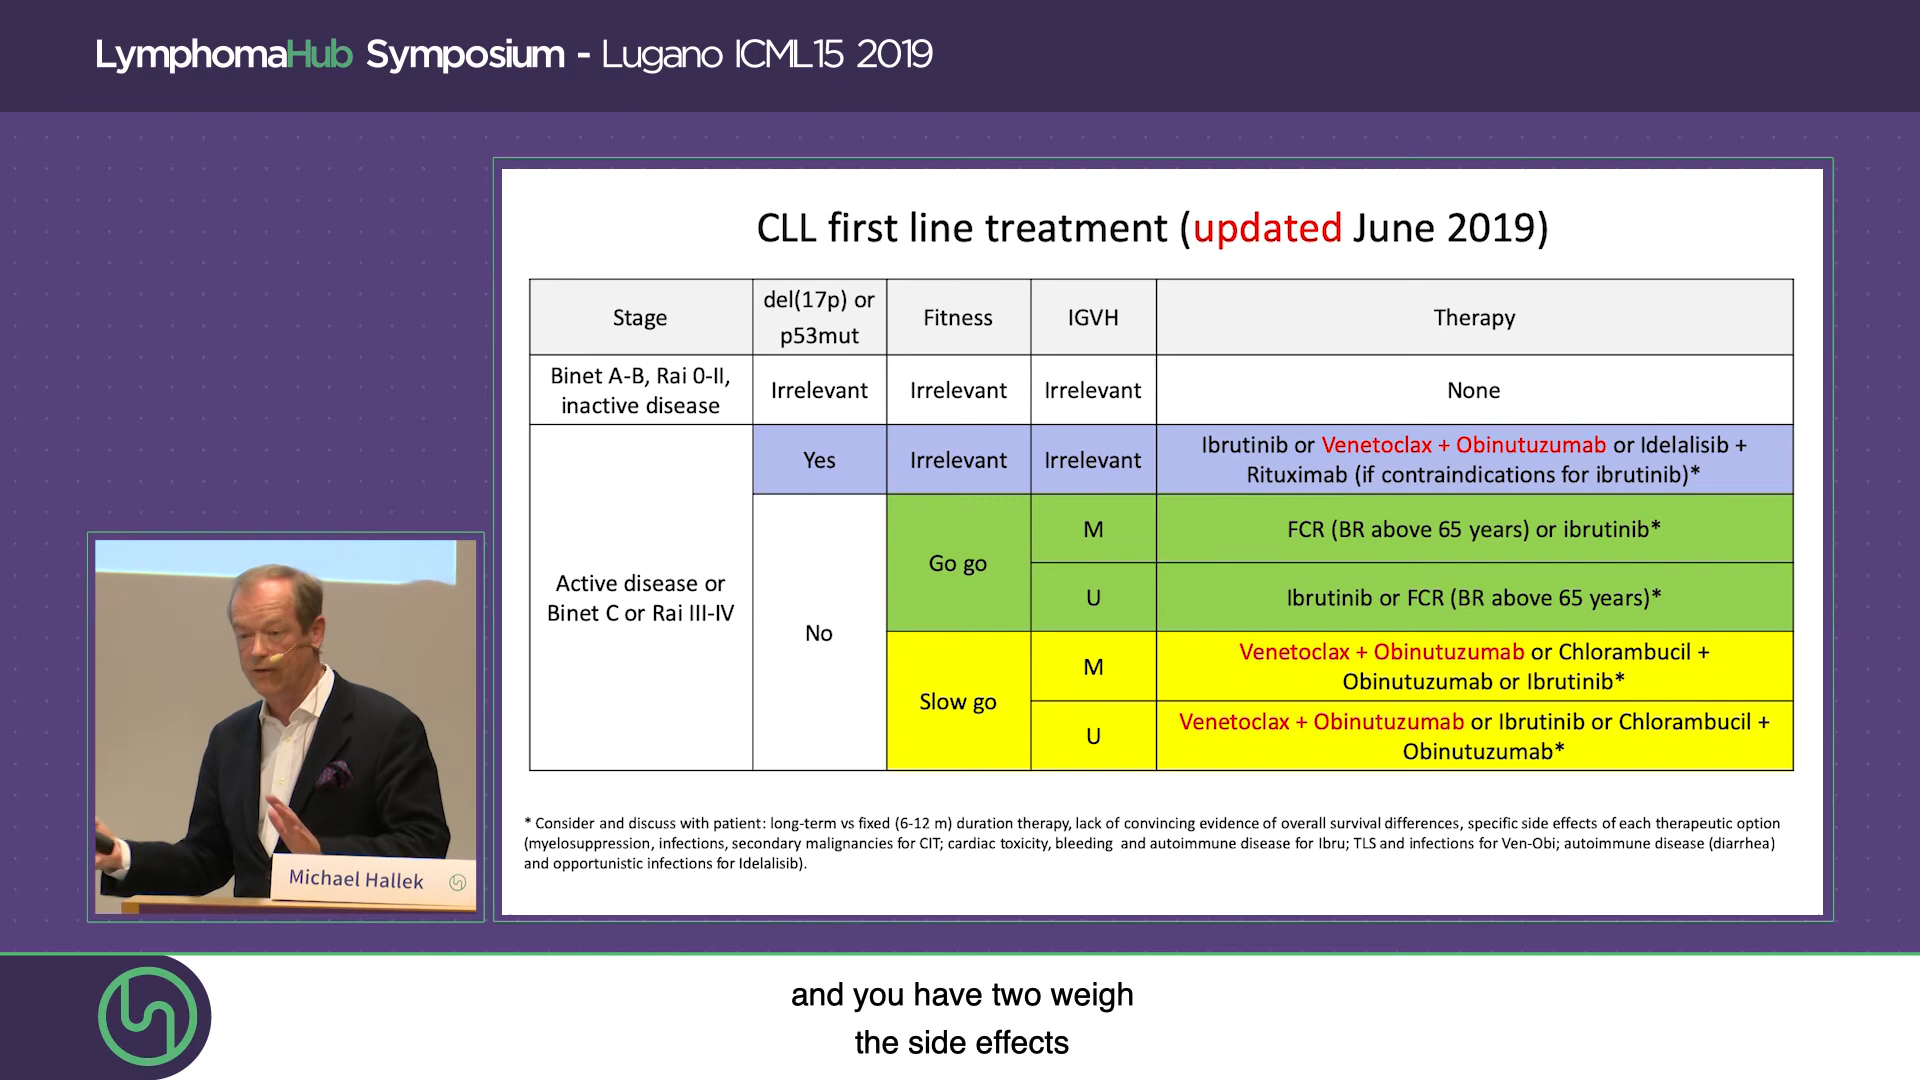 LymphomaHub Symposium - Lugano ICML15 2019
CLL first line treatment (updated June 2019)
Stage
del(17p) or
p53mut
Fitness
IGVH
Therapy
Binet A-B, Rai 0-II,
inactive disease
Irrelevant
Irrelevant
Irrelevant
None
Active disease or
Binet C or Rai III-IV
Yes
Irrelevant
Irrelevant
Ibrutinib or Venetoclax + Obinutuzumab or Idelalisib +
Rituximab (if contraindications for ibrutinib)*
No
Go go
M
FCR (BR above 65 years) or ibrutinib*
U
Ibrutinib or FCR (BR above 65 years)*
Slow go
M
Venetoclax + Obinutuzumab or Chlorambucil +
Obinutuzumab or Ibrutinib*
U
Venetoclax + Obinutuzumab or Ibrutinib or Chlorambucil +
Obinutuzumab*
* Consider and discuss with patient: long-term vs fixed (6-12 m) duration therapy, lack of convincing evidence of overall survival differences, specific side effects of each therapeutic option
(myelosuppression, infections, secondary malignancies for CIT; cardiac toxicity, bleeding and autoimmune disease for Ibru; TLS and infections for Ven-Obi; autoimmune disease (diarrhea)
and opportunistic infections for Idelalisib).
Michael Hallek
and you have two weigh
the side effects